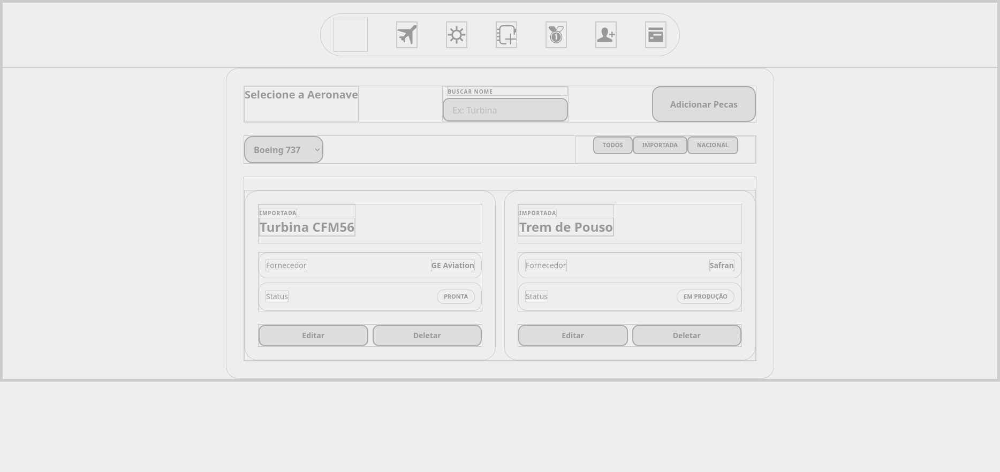 Selecione a Aeronave
BUSCAR NOME
Ex: Turbina
Adicionar Pecas
Boeing 737
TODOS
IMPORTADA
NACIONAL
IMPORTADA
Turbina CFM56
Fornecedor
GE Aviation
Status
PRONTA
Editar
Deletar
IMPORTADA
Trem de Pouso
Fornecedor
Safran
Status
EM PRODUÇÃO
Editar
Deletar